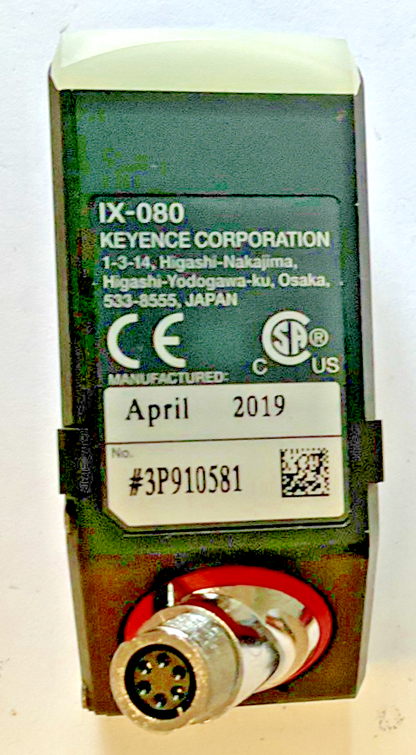 IX-080
KEYENCE CORPORATION
1-3-14, Higashi-Nakajima,
Higashi-Yodogawa-ku, Osaka,
533-8555, JAPAN
CE
C SA ® C US
MANUFACTURED:
April 2019
No.
#3P910581